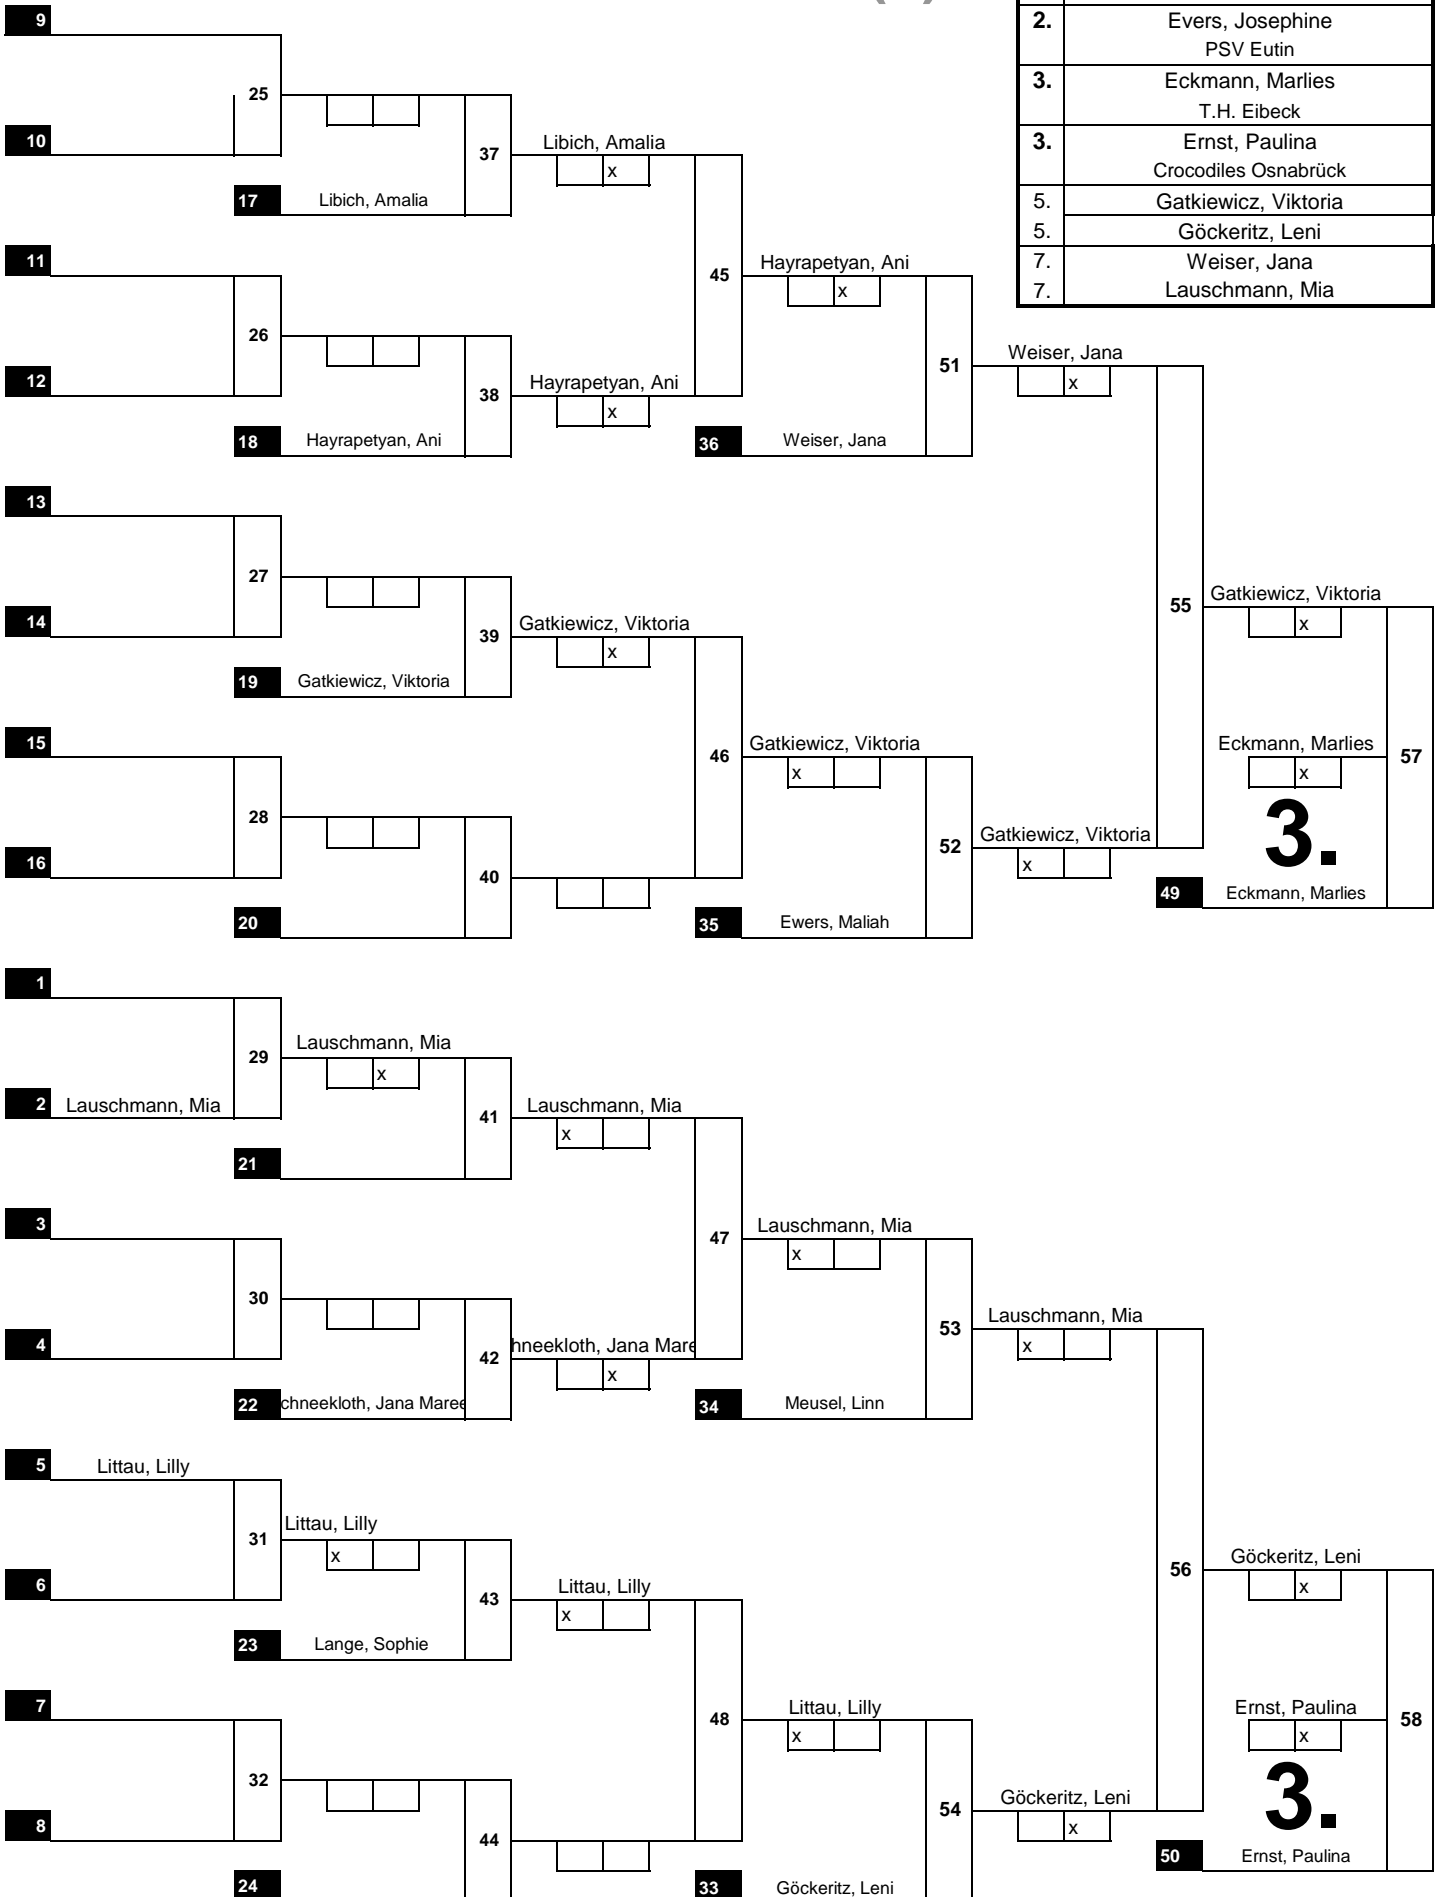 9
2.
Evers, Josephine
PSV Eutin
3.
Eckmann, Marlies
T.H. Eibeck
3.
Ernst, Paulina
Crocodiles Osnabrück
5.
Gatkiewicz, Viktoria
5.
Göckeritz, Leni
7.
Weiser, Jana
7.
Lauschmann, Mia
25
10
37
Libich, Amalia
x
17
Libich, Amalia
11
45
Hayrapetyan, Ani
x
26
51
Weiser, Jana
x
12
38
Hayrapetyan, Ani
x
18
Hayrapetyan, Ani
36
Weiser, Jana
13
27
55
Gatkiewicz, Viktoria
x
14
39
Gatkiewicz, Viktoria
x
19
Gatkiewicz, Viktoria
15
46
Gatkiewicz, Viktoria
x
Eckmann, Marlies
x
57
28
3.
52
Gatkiewicz, Viktoria
x
16
40
49
Eckmann, Marlies
20
35
Ewers, Maliah
1
29
Lauschmann, Mia
x
2
Lauschmann, Mia
41
Lauschmann, Mia
x
21
3
47
Lauschmann, Mia
x
30
53
Lauschmann, Mia
x
4
42
hneekloth, Jana Mare
x
22
chneekloth, Jana Maree
34
Meusel, Linn
5
Littau, Lilly
31
Littau, Lilly
x
56
Göckeritz, Leni
x
6
43
Littau, Lilly
x
23
Lange, Sophie
7
48
Littau, Lilly
x
Ernst, Paulina
x
58
32
3.
54
Göckeritz, Leni
x
8
44
50
Ernst, Paulina
24
33
Göckeritz, Leni